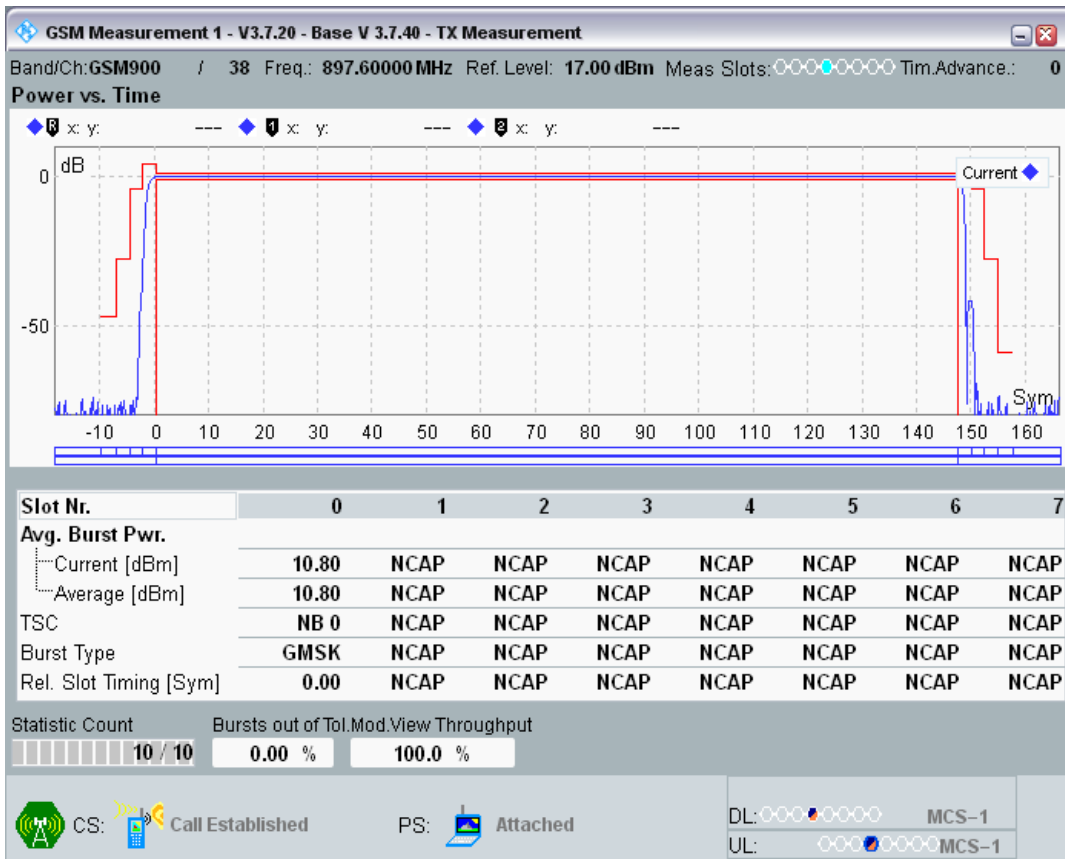 GSM Measurement 1 - V3.7.20 - Base V 3.7.40 - TX Measurement
Band/Ch:GSM900 / 38 Freq.: 897.60000 MHz Ref. Level: 17.00 dBm Meas Slots: Tim.Advance.: 0
Power vs. Time
R x: y: --- 1 x: y: --- 2 x: y: ---
dB
Current
0
-50
Sym
-10 0 10 20 30 40 50 60 70 80 90 100 110 120 130 140 150 160
Slot Nr. 0 1 2 3 4 5 6 7
Avg. Burst Pwr.
Current [dBm] 10.80 NCAP NCAP NCAP NCAP NCAP NCAP NCAP
Average [dBm] 10.80 NCAP NCAP NCAP NCAP NCAP NCAP NCAP
TSC NB 0 NCAP NCAP NCAP NCAP NCAP NCAP NCAP
Burst Type GMSK NCAP NCAP NCAP NCAP NCAP NCAP NCAP
Rel. Slot Timing [Sym] 0.00 NCAP NCAP NCAP NCAP NCAP NCAP NCAP
Statistic Count Bursts out of Tol.Mod.View Throughput
10 / 10 0.00 % 100.0 %
CS: Call Established PS: Attached
DL: MCS-1
UL: MCS-1